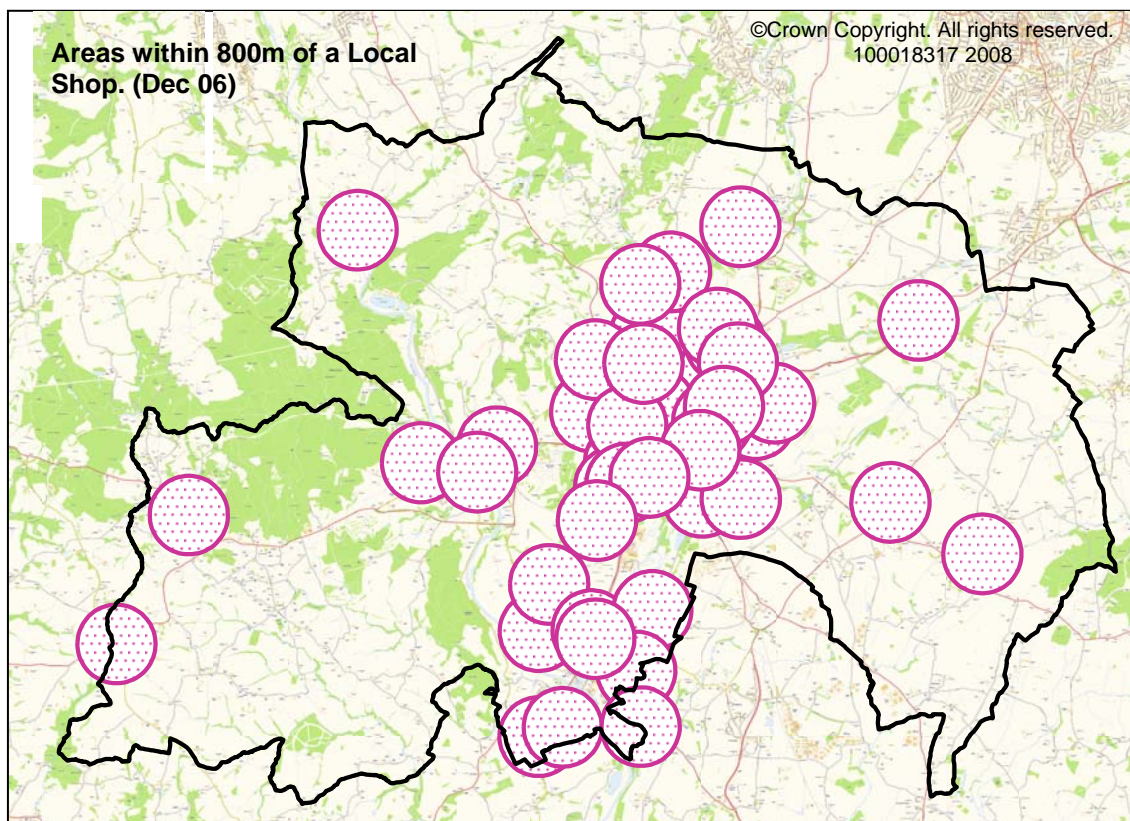 Areas within 800m of a Local
Shop. (Dec 06)
©Crown Copyright. All rights reserved.
100018317 2008